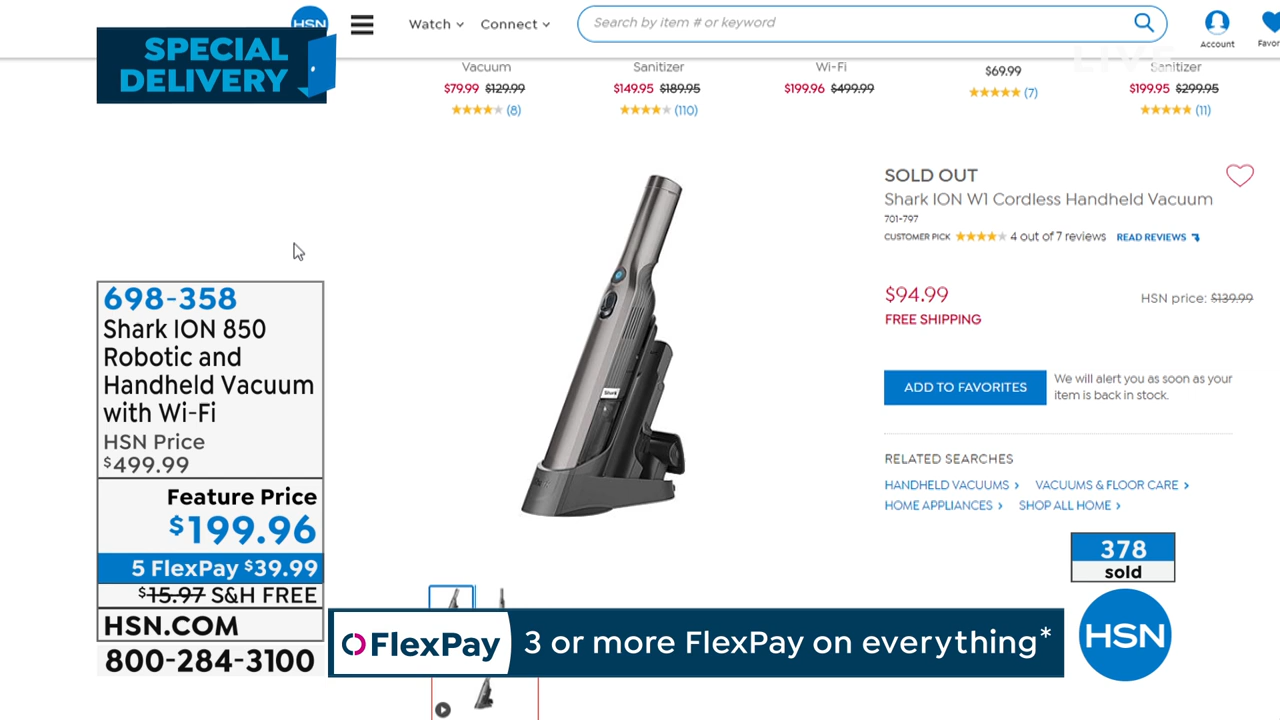 HSN
Watch
Connect
Search by item # or keyword
Account
Favor
SPECIAL
DELIVERY
LIVE
Vacuum
$79.99 $129.99
(8)
Sanitizer
$149.95 $189.95
(110)
Wi-Fi
$199.96 $499.99
$69.99
(7)
Sanitizer
$199.95 $299.95
(11)
SOLD OUT
Shark ION W1 Cordless Handheld Vacuum
701-797
CUSTOMER PICK 4 out of 7 reviews READ REVIEWS
$94.99 HSN price: $139.99
FREE SHIPPING
ADD TO FAVORITES
We will alert you as soon as your
item is back in stock.
RELATED SEARCHES
HANDHELD VACUUMS > VACUUMS & FLOOR CARE >
HOME APPLIANCES > SHOP ALL HOME >
Shark
698-358
Shark ION 850
Robotic and
Handheld Vacuum
with Wi-Fi
HSN Price
$499.99
Feature Price
$199.96
5 FlexPay $39.99
$15.97 S&H FREE
HSN.COM
800-284-3100
378
sold
FlexPay 3 or more FlexPay on everything*
HSN